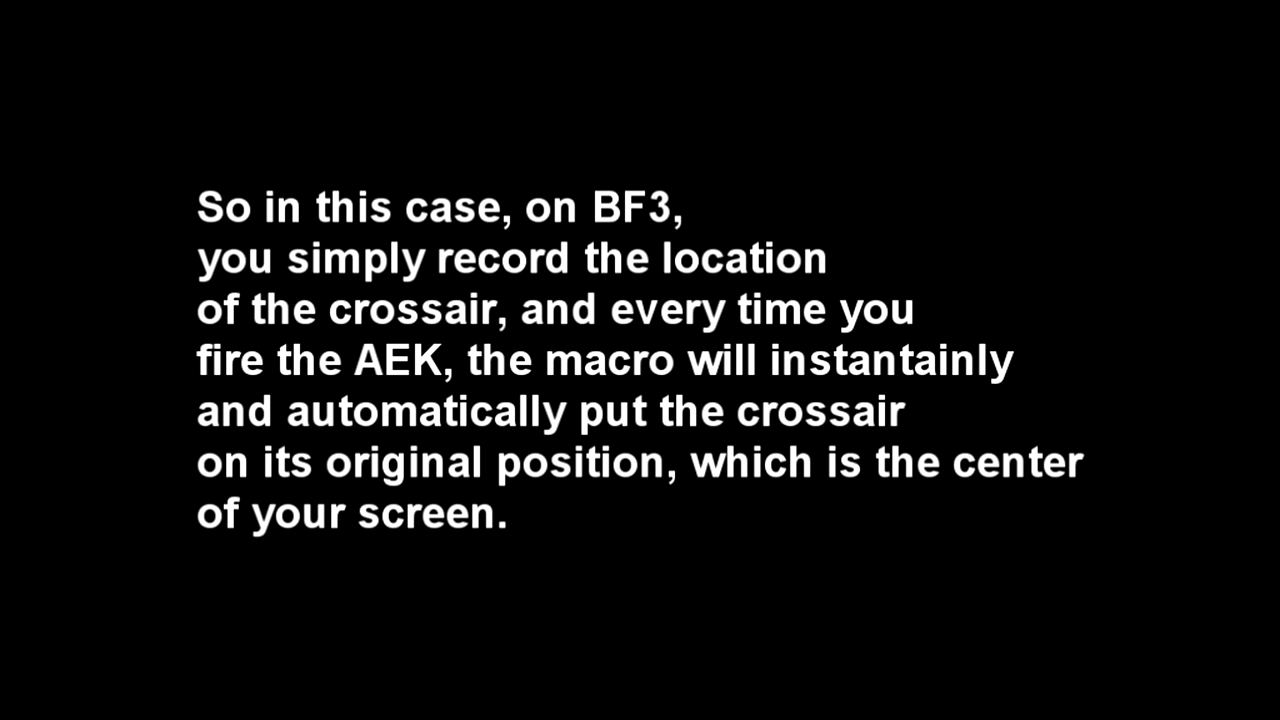 So in this case, on BF3,
you simply record the location
of the crossair, and every time you
fire the AEK, the macro will instantainly
and automatically put the crossair
on its original position, which is the center
of your screen.